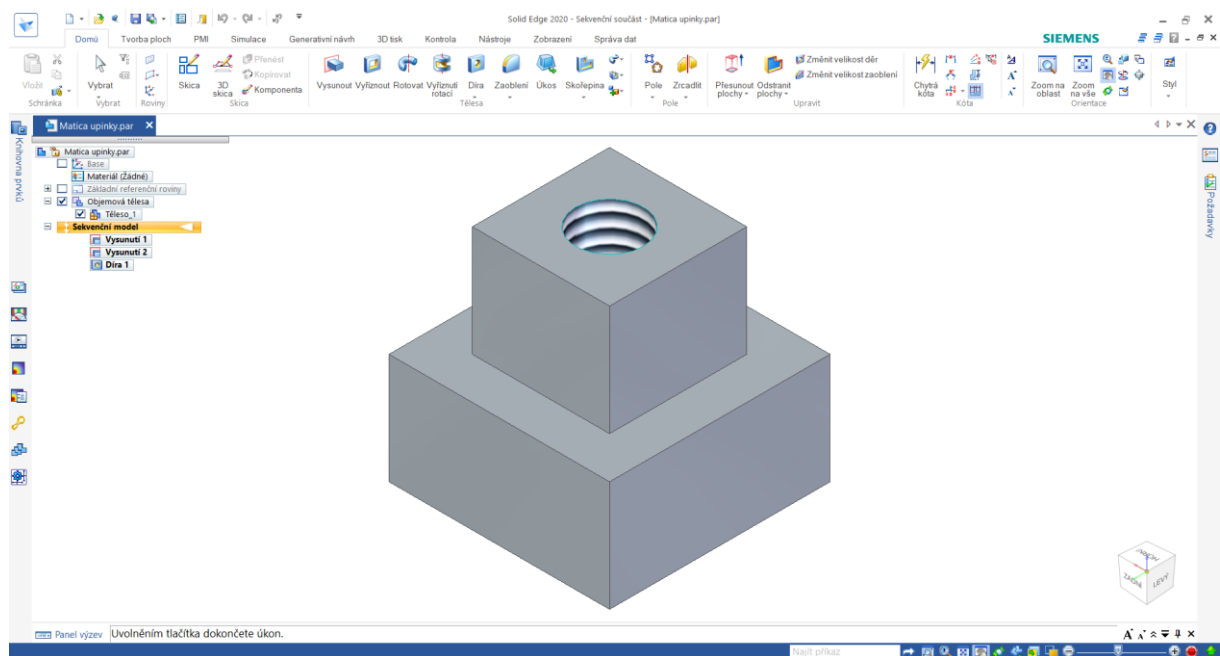 Solid Edge 2020 - Sekvenční součást - [Matica upinky.par]
Domů Tvorba ploch PMI Simulace Generativní návrh 3D tisk Kontrola Nástroje Zobrazení Správa dat SIEMENS
Přenést
Kopírovat
Komponenta
Změnit velikost děr
Změnit velikost zaoblení
Vložit Vybrat Skica 3D skica Vysunout Vyříznout Rotovat Vyříznutí rotací Díra Zaoblení Úkos Skořepina Pole Zrcadlit Přesunout plochy Odstranit plochy Chytrá kóta Zoom na oblast Zoom na vše Styl
Schránka Vybrat Roviny Skica Tělesa Pole Upravit Kóta Orientace
Matica upinky.par
Knihovna prvků
Požadavky
Matica upinky.par
Base
Materiál (Žádné)
Základní referenční roviny
Objemová tělesa
Těleso_1
Sekvenční model
Vysunutí 1
Vysunutí 2
Díra 1
HORNÍ
ZADNÍ LEVÝ
Panel výzev Uvolněním tlačítka dokončete úkon.
Najít příkaz